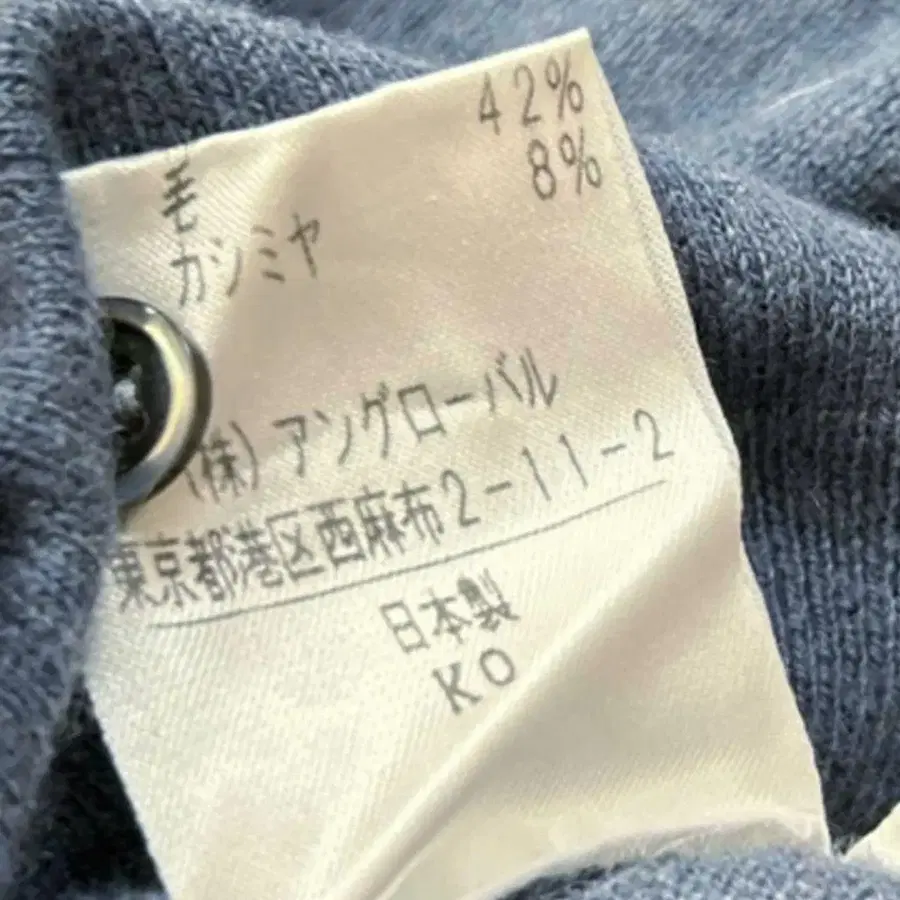 毛 42%
カシミヤ 8%
(株)アングローバル
東京都港区西麻布2-11-2
日本製
KO